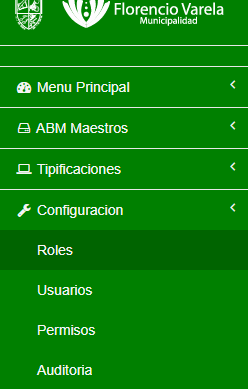 Florencio Varela
Municipalidad
Menu Principal
ABM Maestros
Tipificaciones
Configuracion
Roles
Usuarios
Permisos
Auditoria